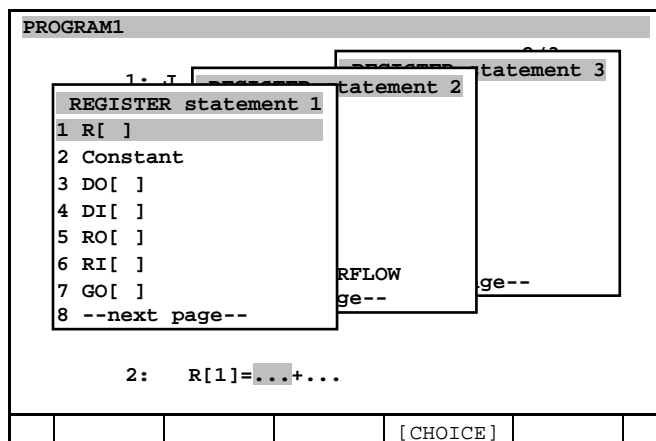 PROGRAM1
1: J
REGISTER statement 3
REGISTER statement 2
REGISTER statement 1
1 R[ ]
2 Constant
3 DO[ ]
4 DI[ ]
5 RO[ ]
6 RI[ ]
7 GO[ ]
8 --next page--
RFLOW
ge--
ge--
2: R[1]=...+...
[CHOICE]